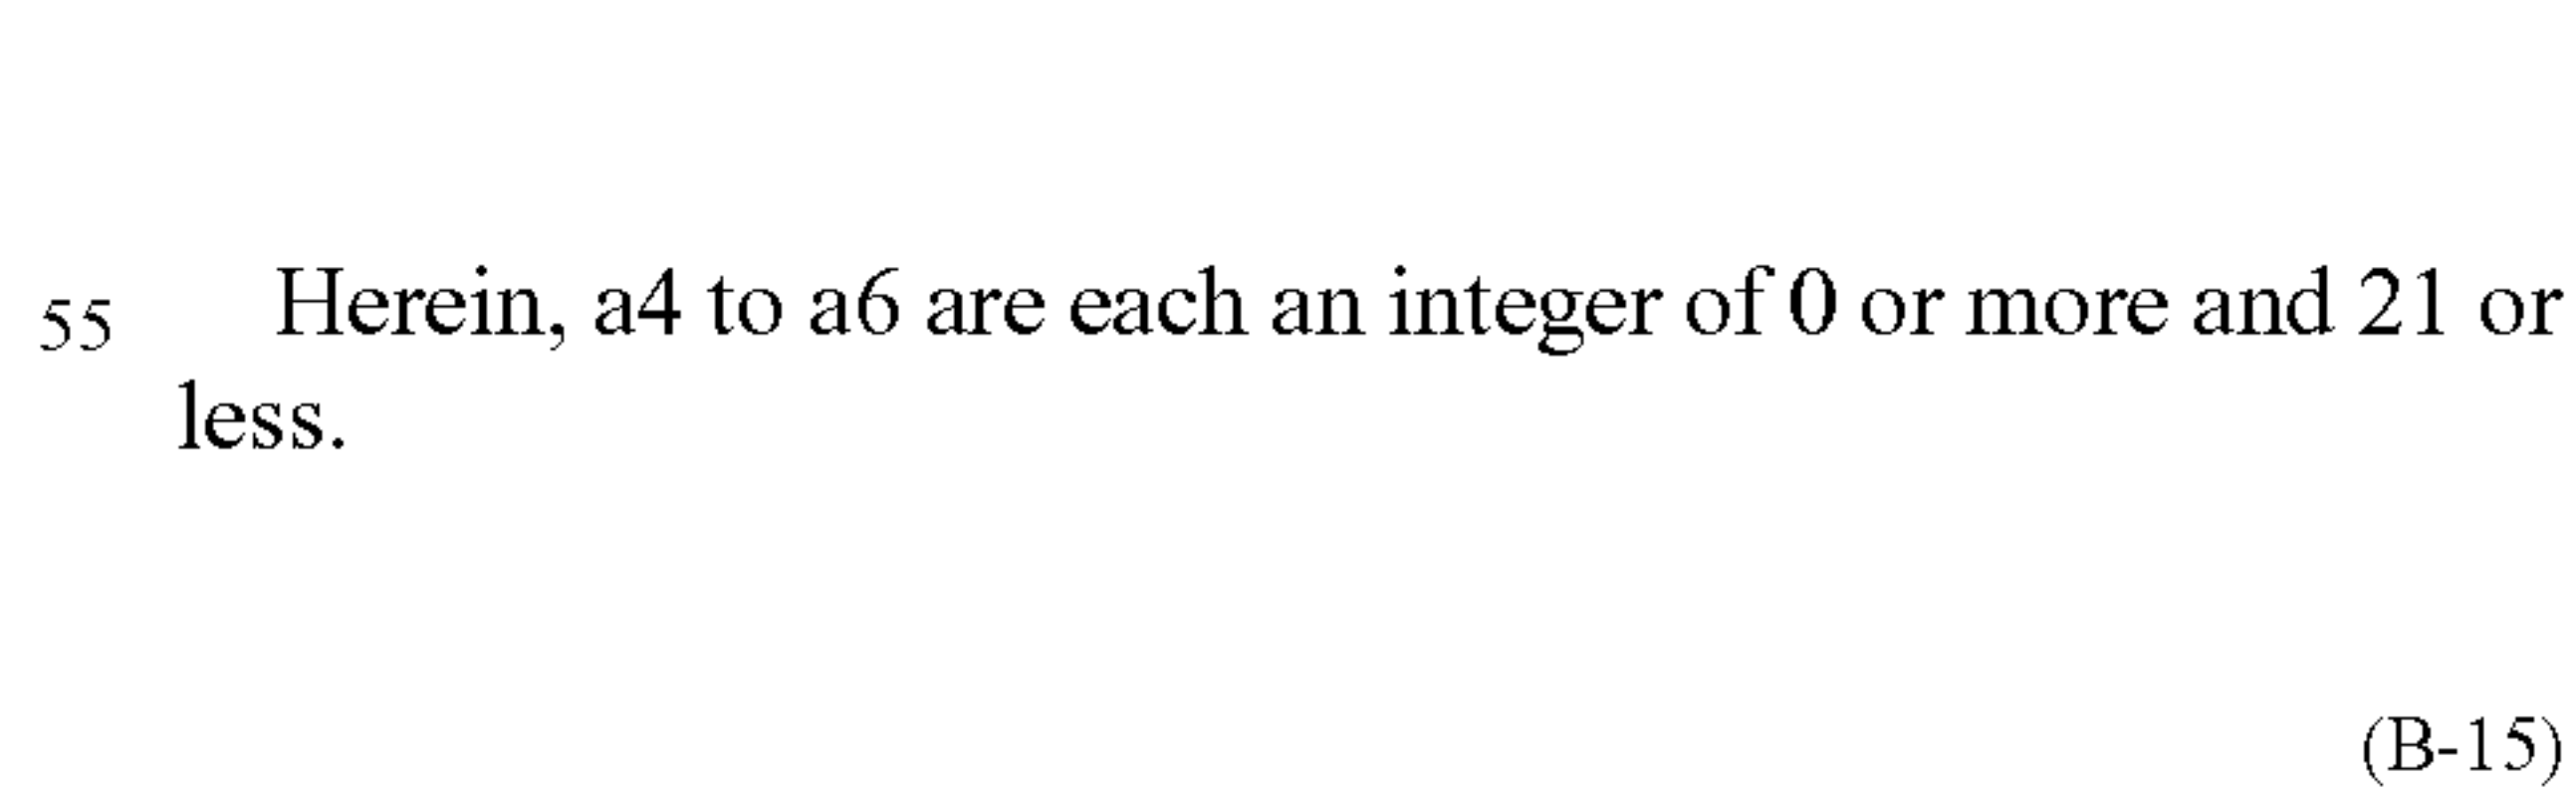 55 Herein, a4 to a6 are each an integer of 0 or more and 21 or
less.
(B-15)